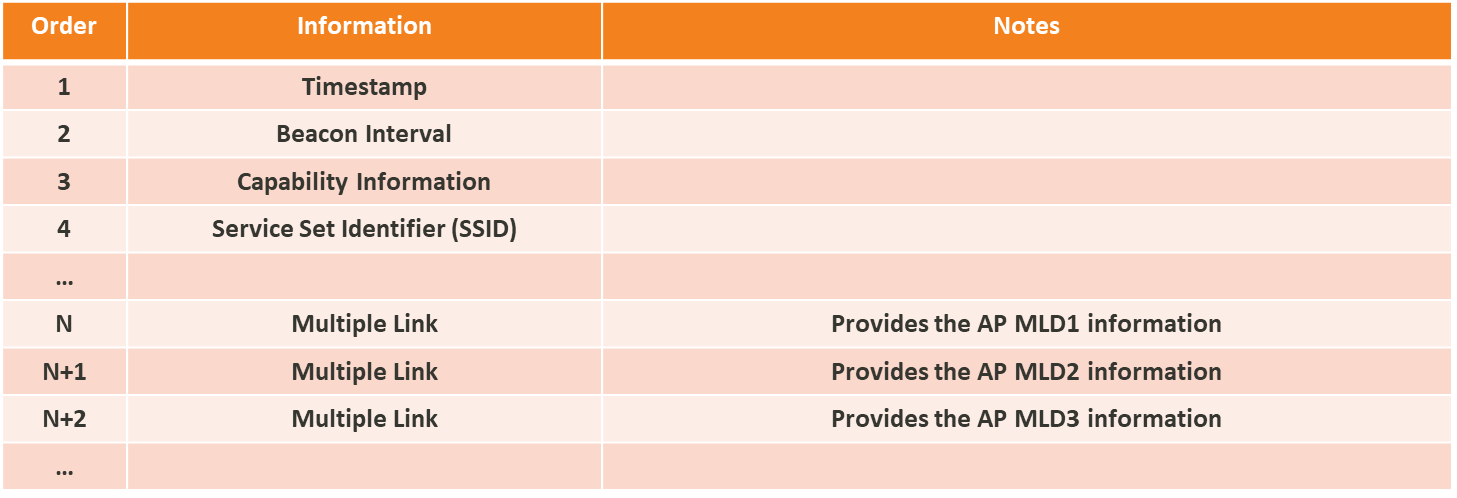 Order Information Notes
1 Timestamp
2 Beacon Interval
3 Capability Information
4 Service Set Identifier (SSID)
...
N Multiple Link Provides the AP MLD1 information
N+1 Multiple Link Provides the AP MLD2 information
N+2 Multiple Link Provides the AP MLD3 information
...